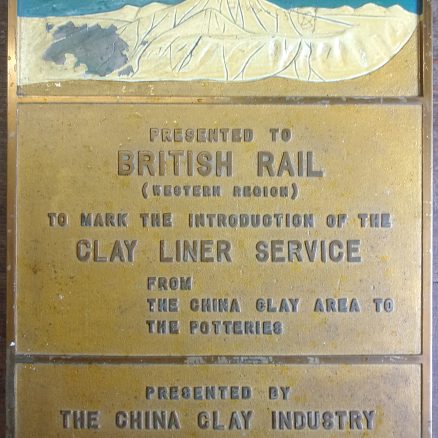 PRESENTED TO
BRITISH RAIL
(WESTERN REGION)
TO MARK THE INTRODUCTION OF THE
CLAY LINER SERVICE
FROM
THE CHINA CLAY AREA TO
THE POTTERIES
PRESENTED BY
THE CHINA CLAY INDUSTRY